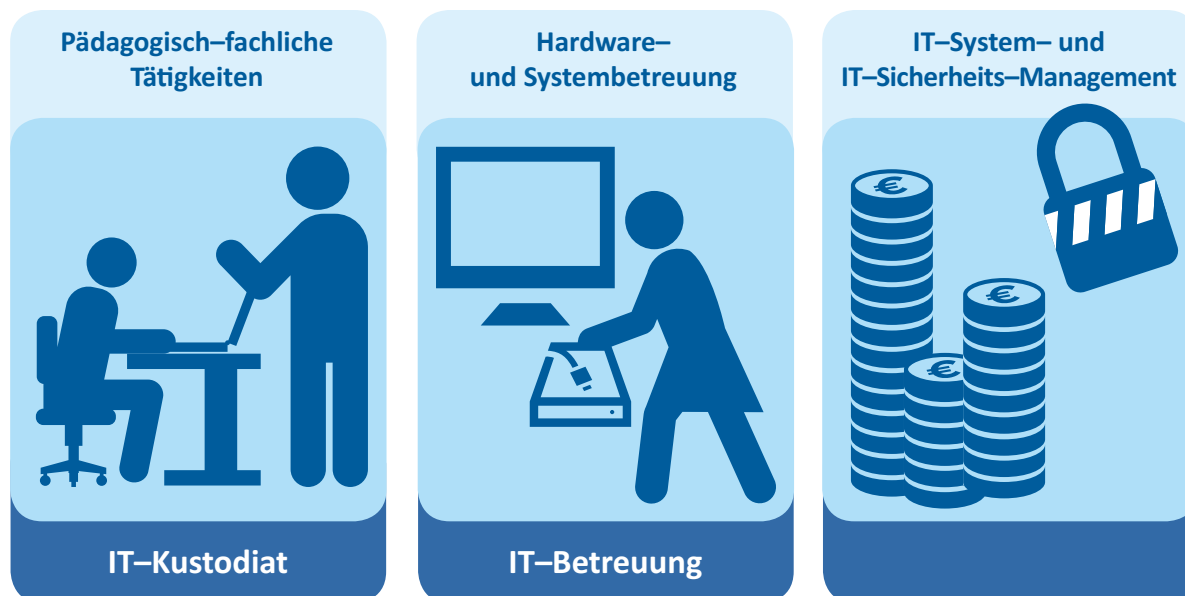 Pädagogisch–fachliche
Tätigkeiten
IT–Kustodiat
Hardware–
und Systembetreuung
IT–Betreuung
IT–System– und
IT–Sicherheits–Management
€
€
€